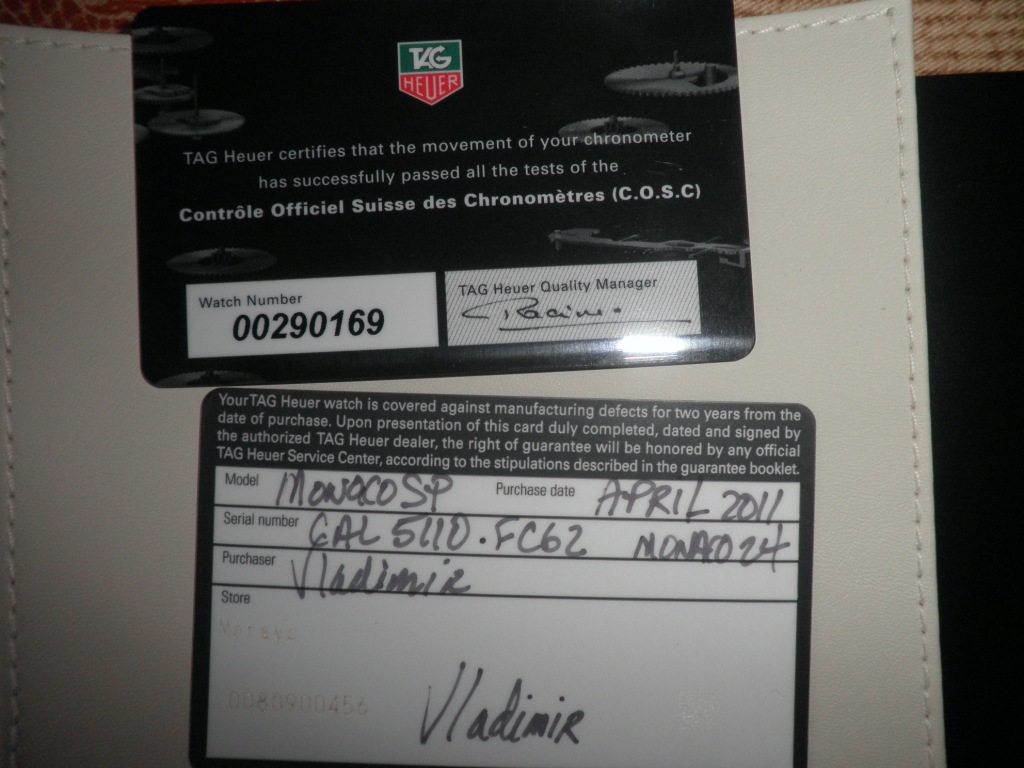 TAG
HEUER
TAG Heuer certifies that the movement of your chronometer
has successfully passed all the tests of the
Contrôle Officiel Suisse des Chronomètres (C.O.S.C)
Watch Number
00290169
TAG Heuer Quality Manager
Racine.
Your TAG Heuer watch is covered against manufacturing defects for two years from the
date of purchase. Upon presentation of this card duly completed, dated and signed by
the authorized TAG Heuer dealer, the right of guarantee will be honored by any official
TAG Heuer Service Center, according to the stipulations described in the guarantee booklet.
Model MONACO SP Purchase date APRIL 2011
Serial number CAL 5110.FC62 MONACO 24
Purchaser Vladimir
Store
Morays
0080900456
Vladimir